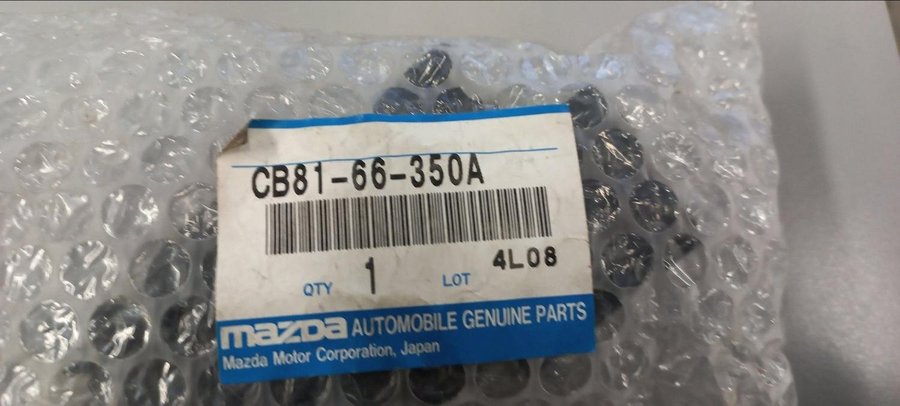 CB81-66-350A
QTY 1 LOT 4L08
mazda AUTOMOBILE GENUINE PARTS
Mazda Motor Corporation, Japan